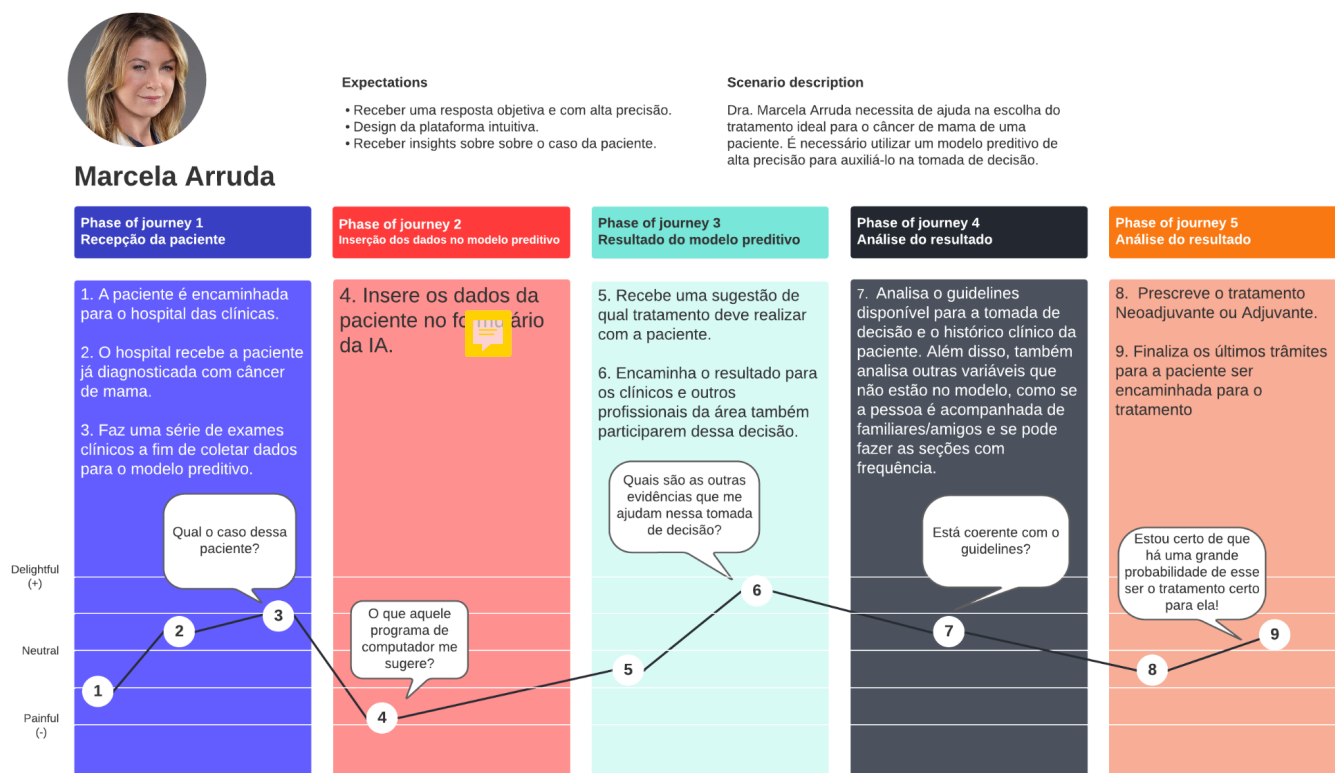 Marcela Arruda
Expectations
• Receber uma resposta objetiva e com alta precisão.
• Design da plataforma intuitiva.
• Receber insights sobre sobre o caso da paciente.
Scenario description
Dra. Marcela Arruda necessita de ajuda na escolha do
tratamento ideal para o câncer de mama de uma
paciente. É necessário utilizar um modelo preditivo de
alta precisão para auxiliá-lo na tomada de decisão.
Phase of journey 1
Recepção da paciente
Phase of journey 2
Inserção dos dados no modelo preditivo
Phase of journey 3
Resultado do modelo preditivo
Phase of journey 4
Análise do resultado
Phase of journey 5
Análise do resultado
1. A paciente é encaminhada
para o hospital das clínicas.
2. O hospital recebe a paciente
já diagnosticada com câncer
de mama.
3. Faz uma série de exames
clínicos a fim de coletar dados
para o modelo preditivo.
4. Insere os dados da
paciente no formulário
da IA.
5. Recebe uma sugestão de
qual tratamento deve realizar
com a paciente.
6. Encaminha o resultado para
os clínicos e outros
profissionais da área também
participarem dessa decisão.
7. Analisa o guidelines
disponível para a tomada de
decisão e o histórico clínico da
paciente. Além disso, também
analisa outras variáveis que
não estão no modelo, como se
a pessoa é acompanhada de
familiares/amigos e se pode
fazer as seções com
frequência.
8. Prescreve o tratamento
Neoadjuvante ou Adjuvante.
9. Finaliza os últimos trâmites
para a paciente ser
encaminhada para o
tratamento
Qual o caso dessa
paciente?
O que aquele
programa de
computador me
sugere?
Quais são as outras
evidências que me
ajudam nessa tomada
de decisão?
Está coerente com o
guidelines?
Estou certo de que
há uma grande
probabilidade de esse
ser o tratamento certo
para ela!
Delightful
(+)
Neutral
Painful
(-)
1
2
3
4
5
6
7
8
9